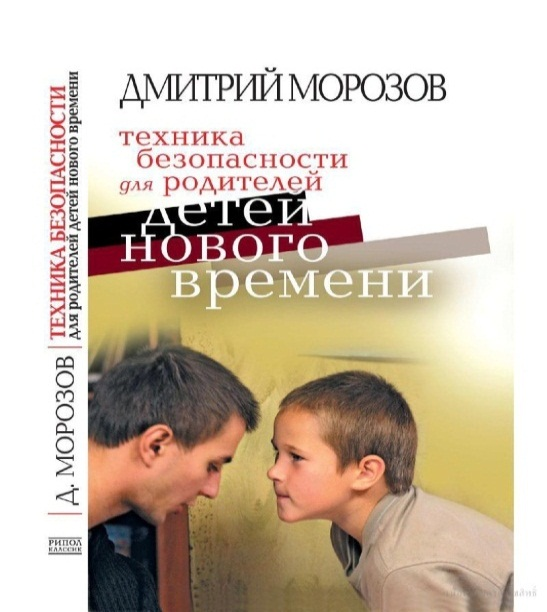 ДМИТРИЙ МОРОЗОВ
техника
безопасности
для родителей
детей
нового
времени
ТЕХНИКА БЕЗОПАСНОСТИ
для родителей детей нового времени
Д. МОРОЗОВ
РИПОЛ
КЛАССИК